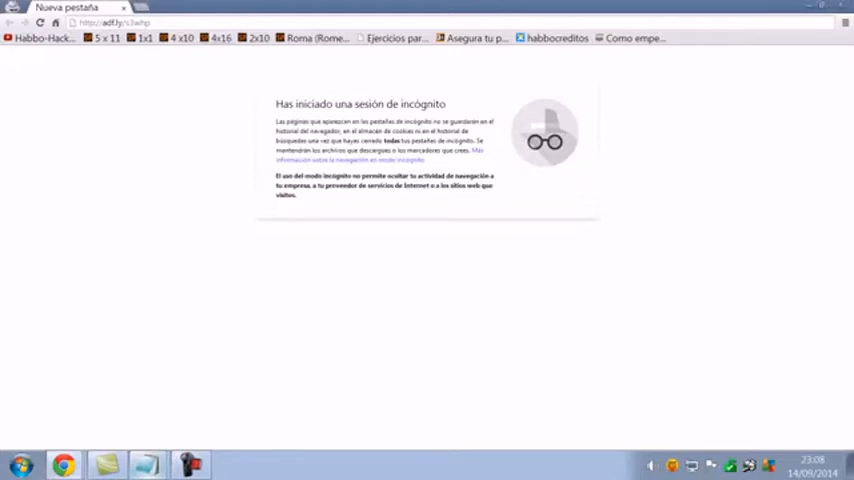 Nueva pestaña
http://adf.ly/s3whp
Habbo-Hack... 5 x 11 1x1 4 x10 4x16 2x10 Roma (Rome... Ejercicios par... Asegura tu p... habbocreditos Como empe...
Has iniciado una sesión de incógnito
Las páginas que aparezcan en las pestañas de incógnito no se guardarán en el
historial del navegador, en el almacén de cookies ni en el historial de
búsquedas una vez que hayas cerrado todas tus pestañas de incógnito. Se
mantendrán los archivos que descargues o los marcadores que crees. Más
información sobre la navegación en modo incógnito
El uso del modo incógnito no permite ocultar tu actividad de navegación a
tu empresa, a tu proveedor de servicios de Internet o a los sitios web que
visites.
23:08
14/09/2014